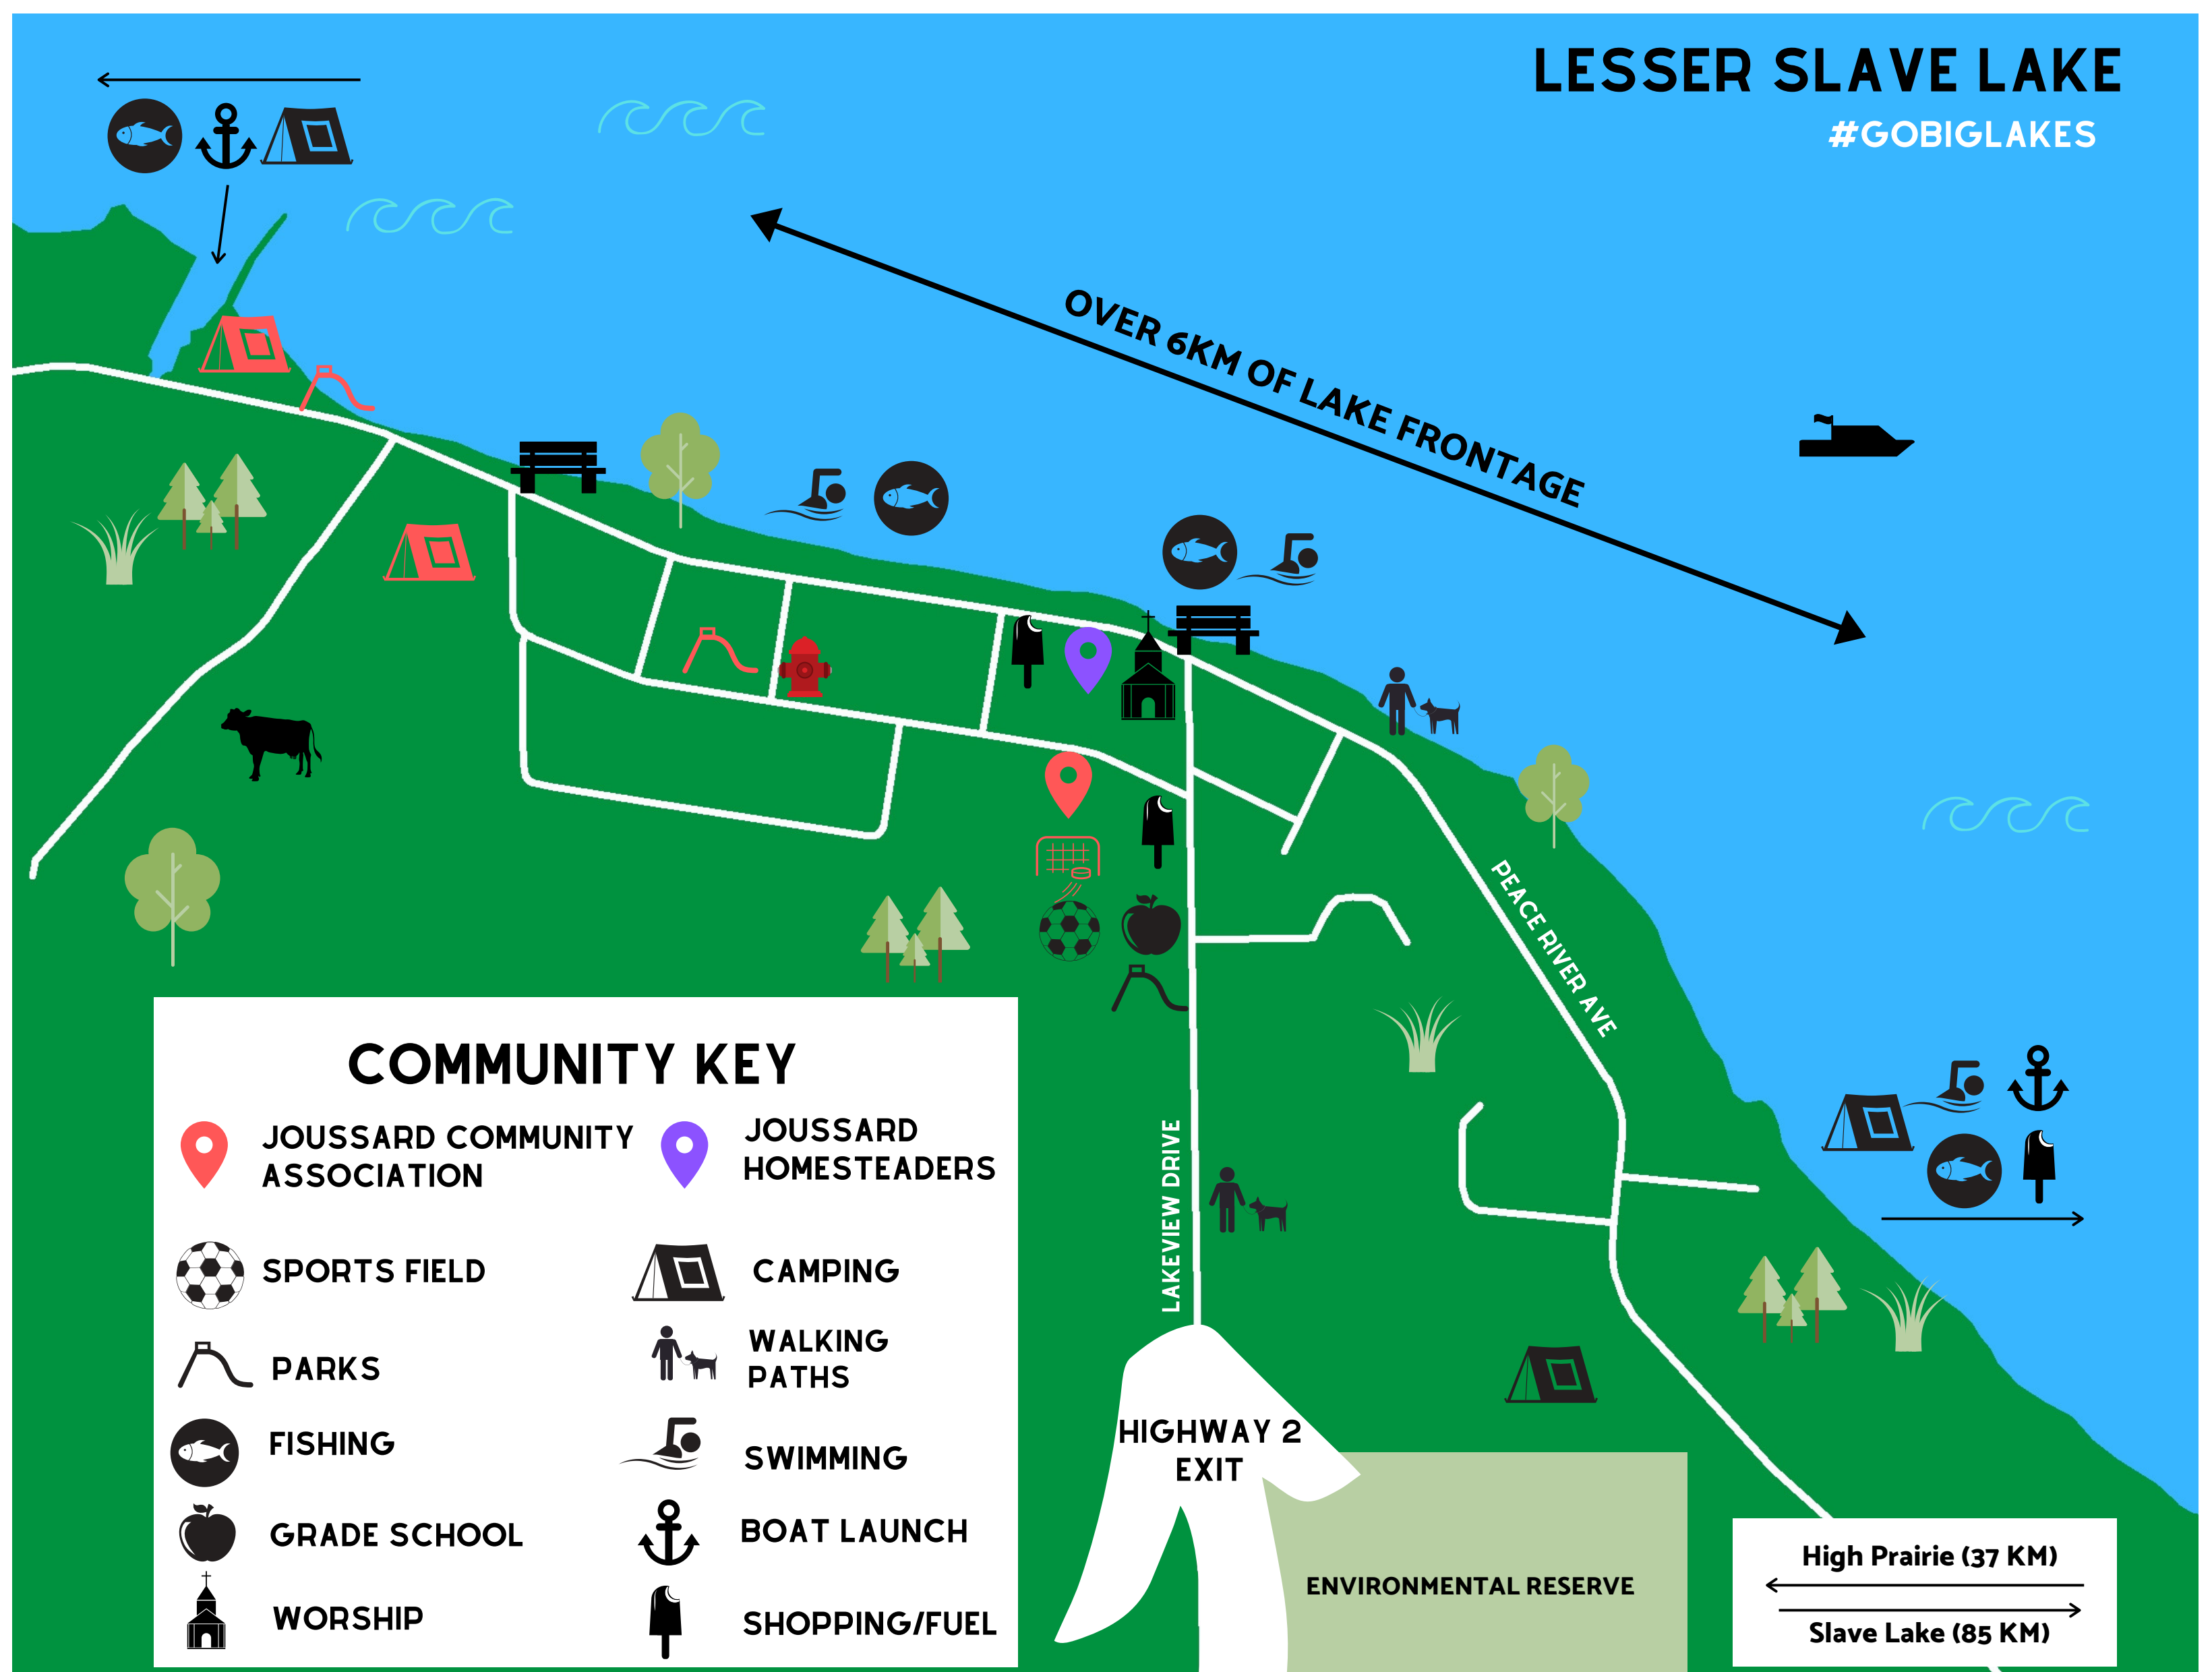 LESSER SLAVE LAKE
#GOBIGLAKES
OVER 6KM OF LAKE FRONTAGE
PEACE RIVER AVE
LAKEVIEW DRIVE
COMMUNITY KEY
JOUSSARD COMMUNITY
ASSOCIATION
JOUSSARD
HOMESTEADERS
SPORTS FIELD
CAMPING
PARKS
WALKING
PATHS
FISHING
SWIMMING
GRADE SCHOOL
BOAT LAUNCH
WORSHIP
SHOPPING/FUEL
HIGHWAY 2
EXIT
ENVIRONMENTAL RESERVE
High Prairie (37 KM)
Slave Lake (85 KM)